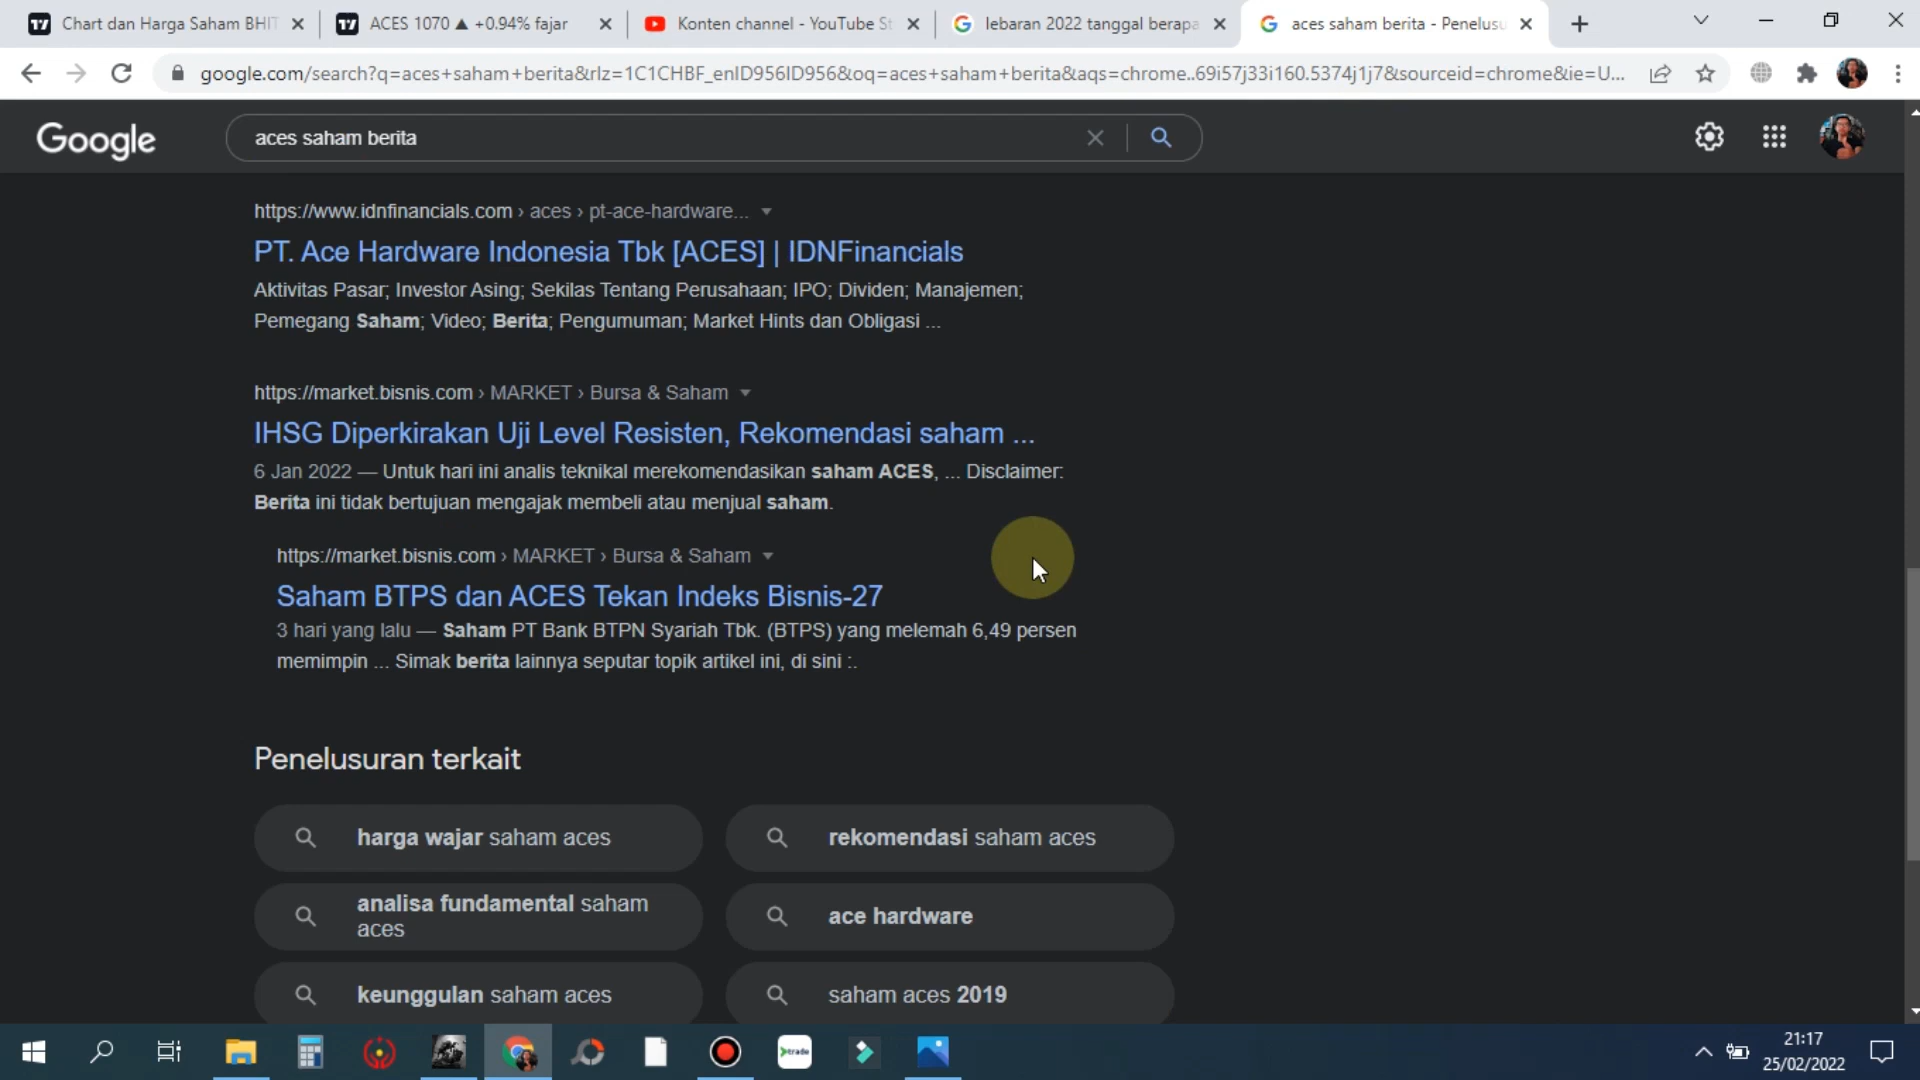 Chart dan Harga Saham BHIT
ACES 1070 ▲ +0.94% fajar
Konten channel - YouTube St
lebaran 2022 tanggal berapa
aces saham berita - Penelusu
google.com/search?q=aces+saham+berita&rlz=1C1CHBF_enID956ID956&oq=aces+saham+berita&aqs=chrome..69i57j33i160.5374j1j7&sourceid=chrome&ie=U...
Google
aces saham berita
https://www.idnfinancials.com › aces › pt-ace-hardware...
PT. Ace Hardware Indonesia Tbk [ACES] | IDNFinancials
Aktivitas Pasar; Investor Asing; Sekilas Tentang Perusahaan; IPO; Dividen; Manajemen;
Pemegang Saham; Video; Berita; Pengumuman; Market Hints dan Obligasi ...
https://market.bisnis.com › MARKET › Bursa & Saham
IHSG Diperkirakan Uji Level Resisten, Rekomendasi saham ...
6 Jan 2022 — Untuk hari ini analis teknikal merekomendasikan saham ACES, ... Disclaimer:
Berita ini tidak bertujuan mengajak membeli atau menjual saham.
https://market.bisnis.com › MARKET › Bursa & Saham
Saham BTPS dan ACES Tekan Indeks Bisnis-27
3 hari yang lalu — Saham PT Bank BTPN Syariah Tbk. (BTPS) yang melemah 6,49 persen
memimpin ... Simak berita lainnya seputar topik artikel ini, di sini :.
Penelusuran terkait
harga wajar saham aces
rekomendasi saham aces
analisa fundamental saham
aces
ace hardware
keunggulan saham aces
saham aces 2019
trade
21:17
25/02/2022